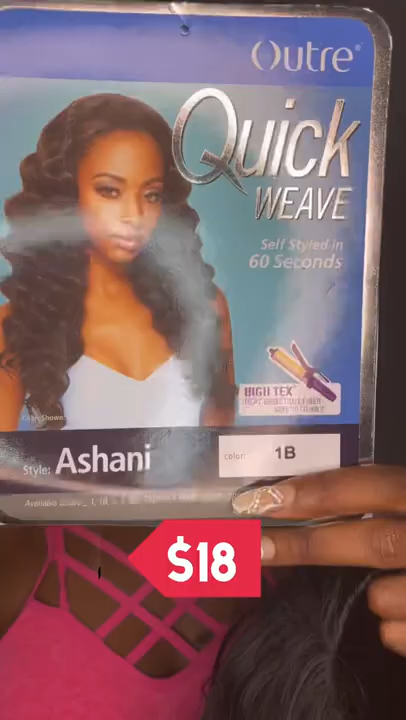 Outre®
Quick
WEAVE
Self Styled in
60 Seconds
HIGH TEX
Style: Ashani
color: 1B
$18